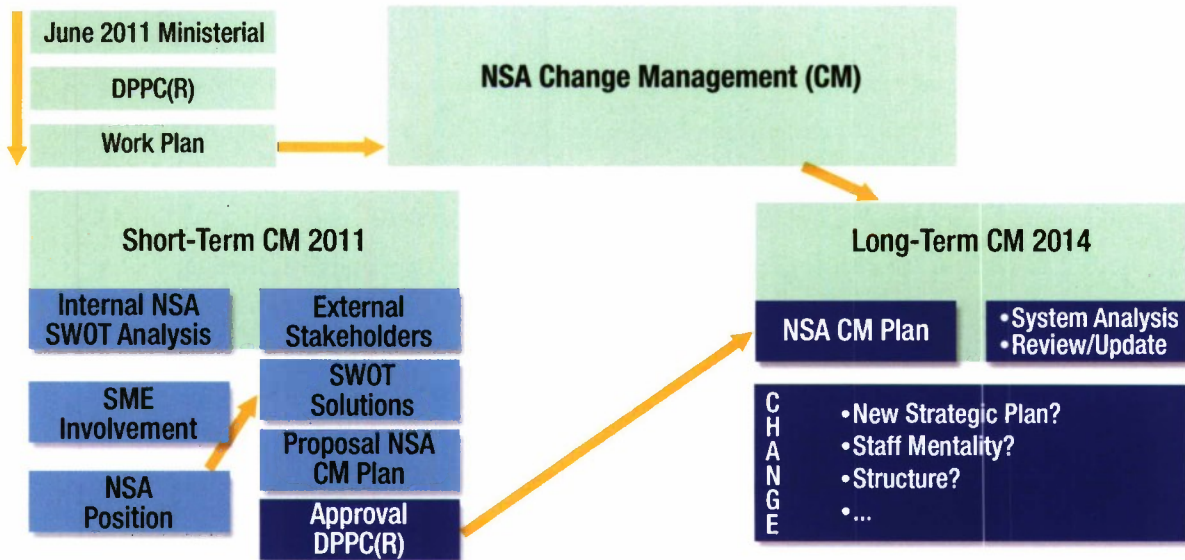 June 2011 Ministerial
DPPC(R)
Work Plan
NSA Change Management (CM)
Short-Term CM 2011
Internal NSA
SWOT Analysis
SME
Involvement
NSA
Position
External
Stakeholders
SWOT
Solutions
Proposal NSA
CM Plan
Approval
DPPC(R)
Long-Term CM 2014
NSA CM Plan
•System Analysis
•Review/Update
CHANGE
•New Strategic Plan?
•Staff Mentality?
•Structure?
•...